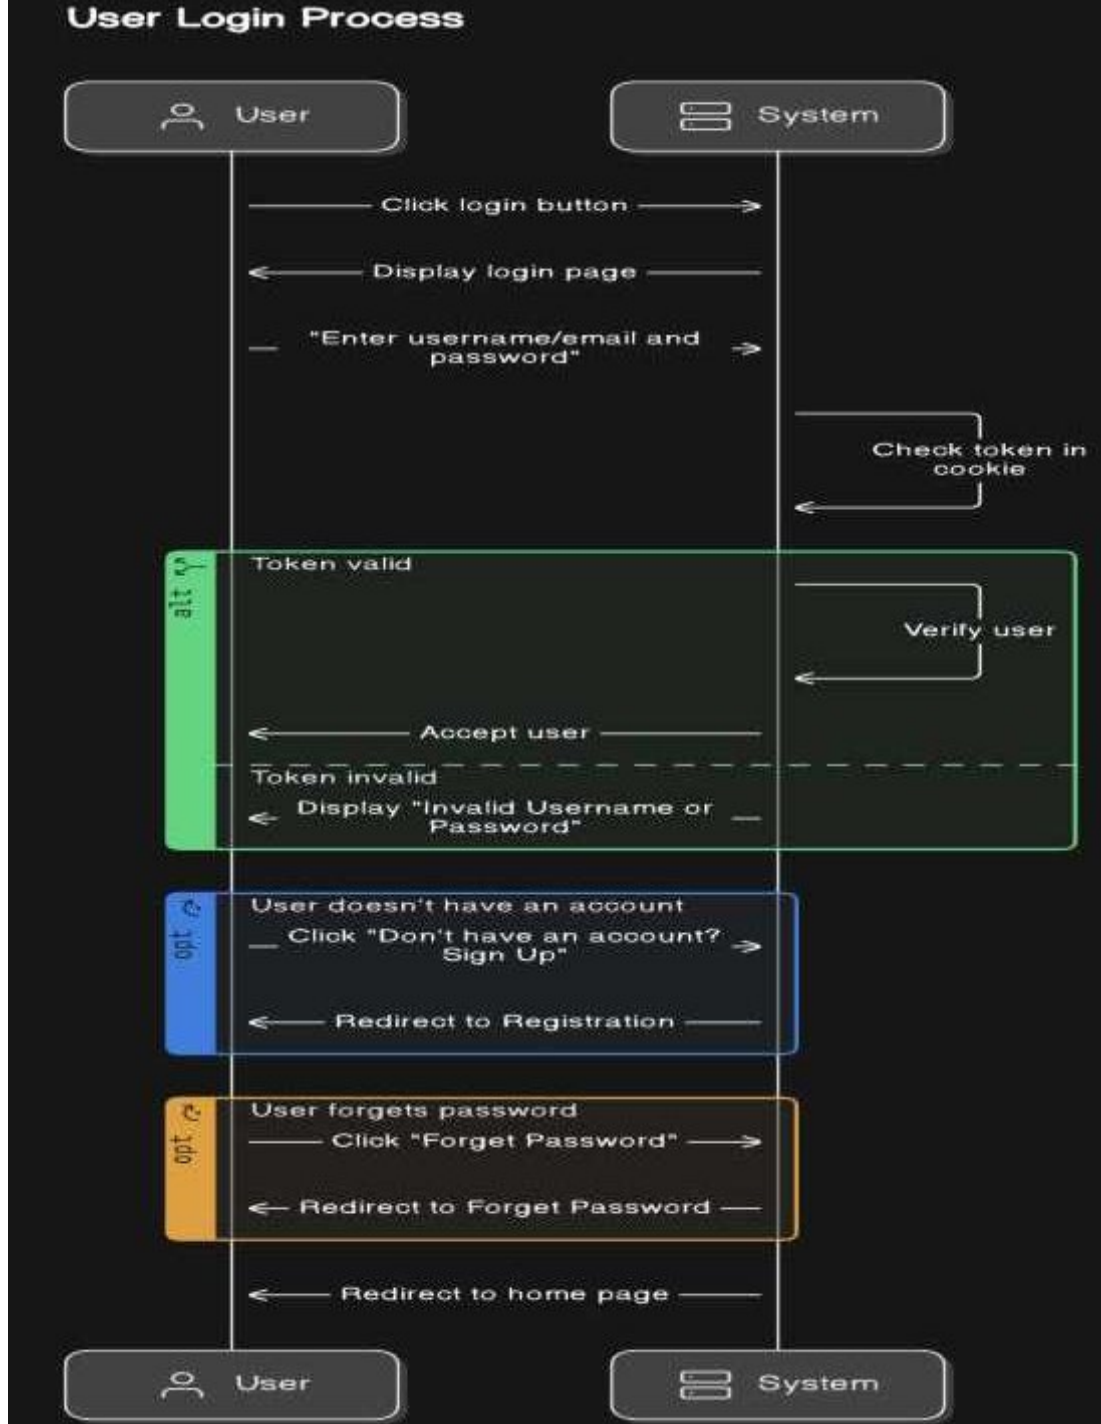 User Login Process
User
System
Click login button
Display login page
"Enter username/email and
password"
Check token in
cookie
alt
Token valid
Verify user
Accept user
Token invalid
Display "Invalid Username or
Password"
opt
User doesn't have an account
Click "Don't have an account?
Sign Up"
Redirect to Registration
opt
User forgets password
Click "Forget Password"
Redirect to Forget Password
Redirect to home page
User
System